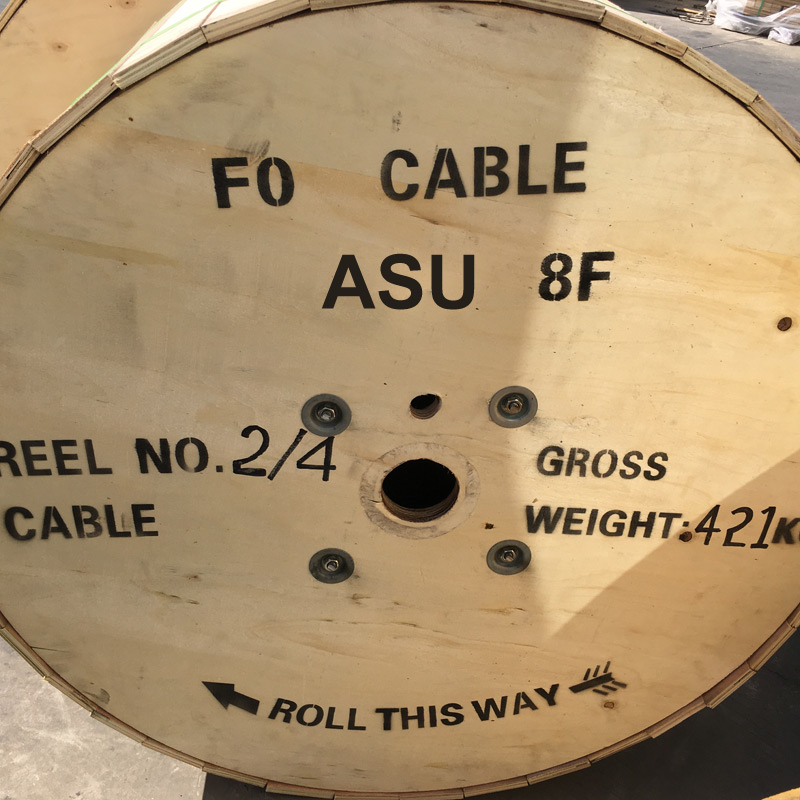 FO CABLE
ASU 8F
REEL NO. 2/4
CABLE
GROSS
WEIGHT: 421K
ROLL THIS WAY